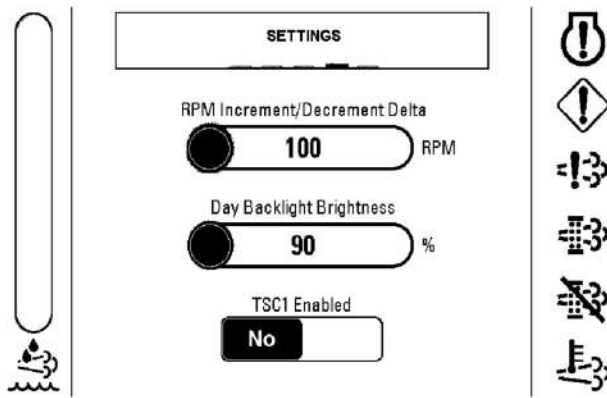 SETTINGS
RPM Increment/Decrement Delta
100 RPM
Day Backlight Brightness
90 %
TSC1 Enabled
No